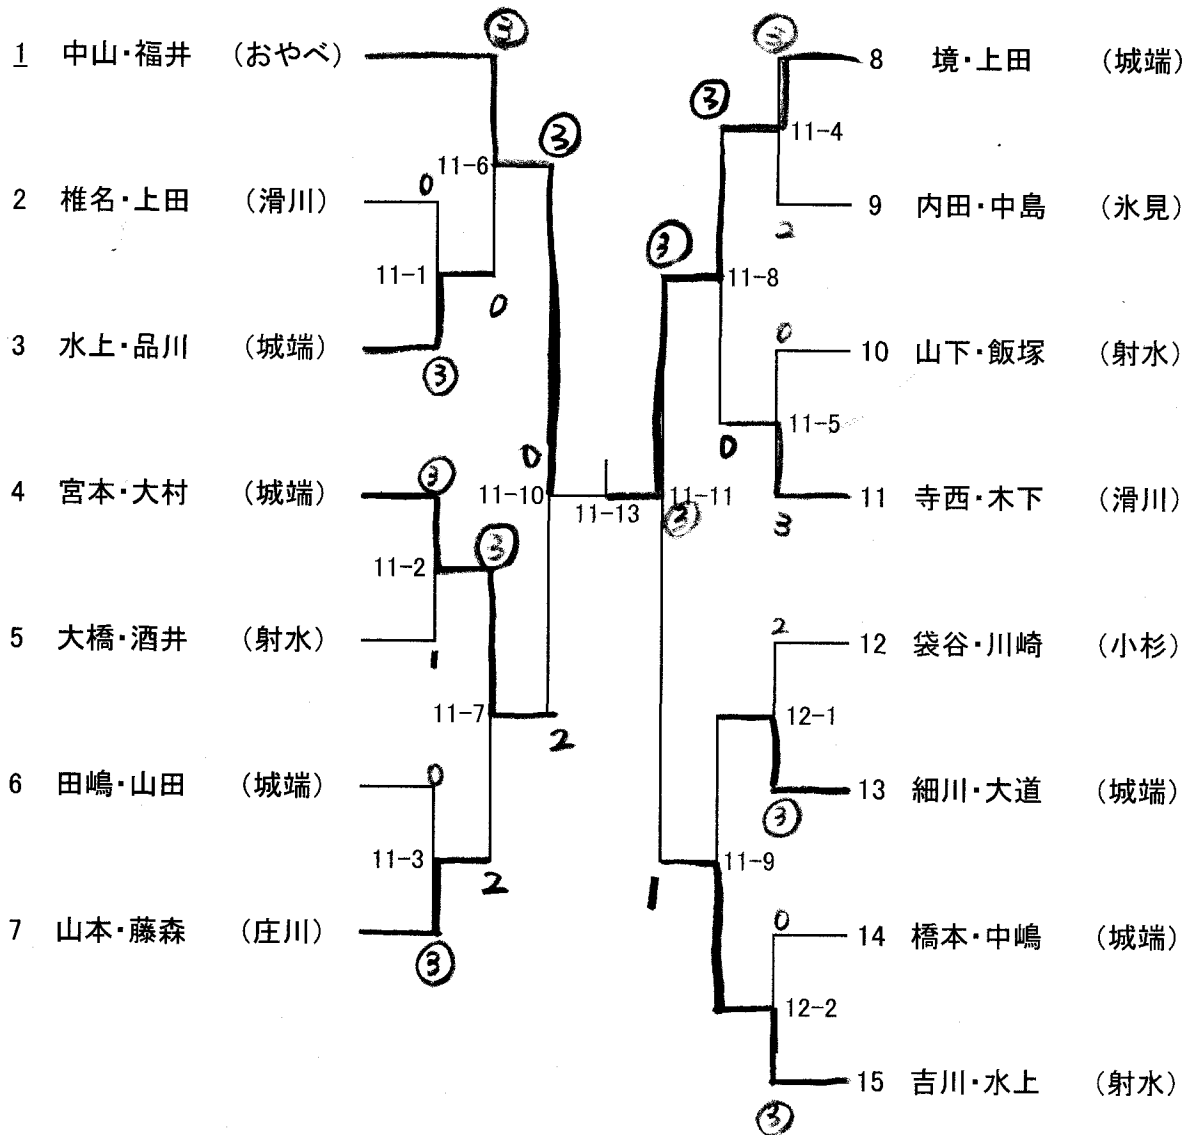 ③
1 中山・福井 (おやべ)
③
11-6
0
2 椎名・上田 (滑川)
11-1
0
3 水上・品川 (城端)
③
0
③
4 宮本・大村 (城端)
11-10
③
11-2
5 大橋・酒井 (射水)
1
11-7
2
0
6 田嶋・山田 (城端)
11-3
2
7 山本・藤森 (庄川)
③
11-13
③
8 境・上田 (城端)
③
11-4
9 内田・中島 (氷見)
2
③
11-8
0
10 山下・飯塚 (射水)
11-5
0
11-11
11 寺西・木下 (滑川)
②
3
2
12 袋谷・川崎 (小杉)
12-1
13 細川・大道 (城端)
③
11-9
1
0
14 橋本・中嶋 (城端)
12-2
15 吉川・水上 (射水)
③